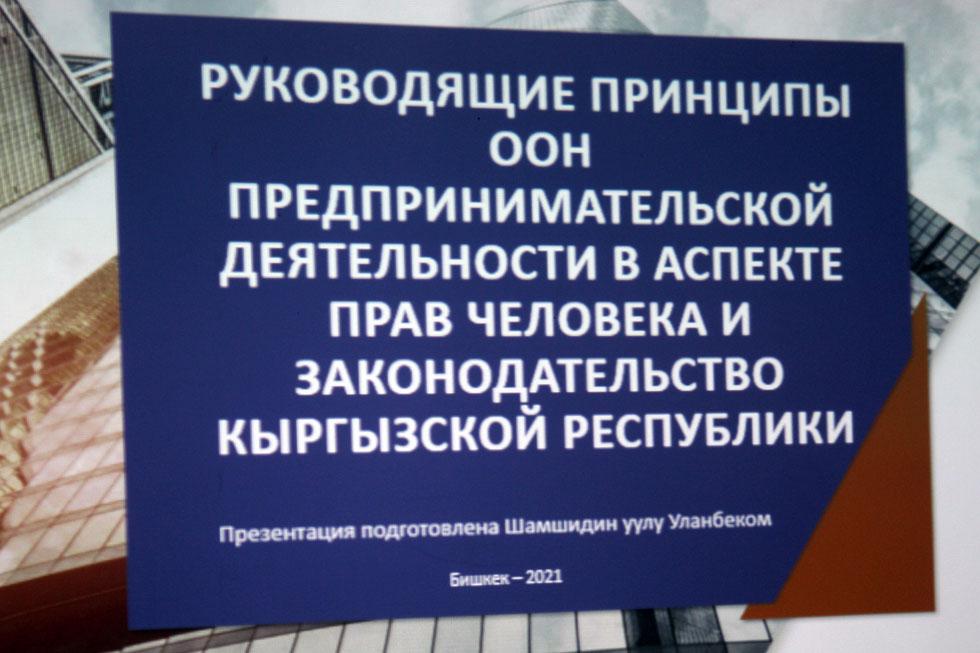 РУКОВОДЯЩИЕ ПРИНЦИПЫ
ООН
ПРЕДПРИНИМАТЕЛЬСКОЙ
ДЕЯТЕЛЬНОСТИ В АСПЕКТЕ
ПРАВ ЧЕЛОВЕКА И
ЗАКОНОДАТЕЛЬСТВО
КЫРГЫЗСКОЙ РЕСПУБЛИКИ
Презентация подготовлена Шамшидин уулу Уланбеком
Бишкек – 2021